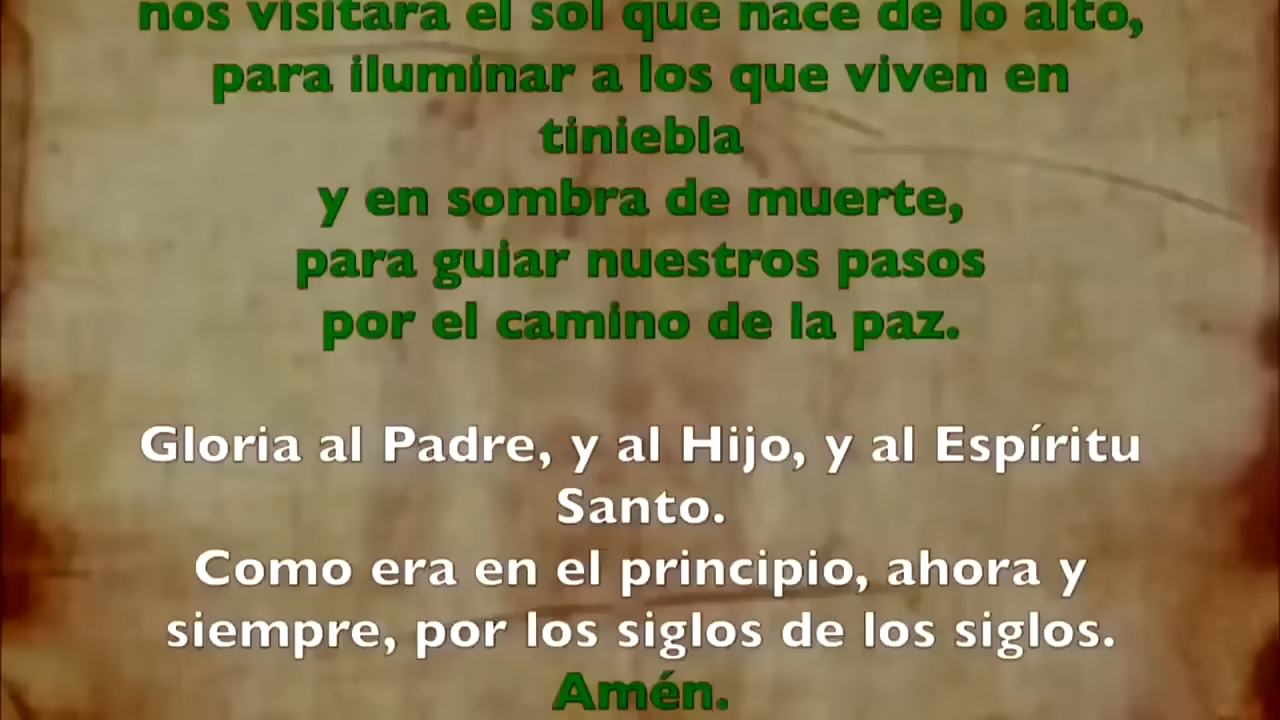 nos visitará el sol que nace de lo alto,
para iluminar a los que viven en
tiniebla
y en sombra de muerte,
para guiar nuestros pasos
por el camino de la paz.
Gloria al Padre, y al Hijo, y al Espíritu
Santo.
Como era en el principio, ahora y
siempre, por los siglos de los siglos.
Amén.